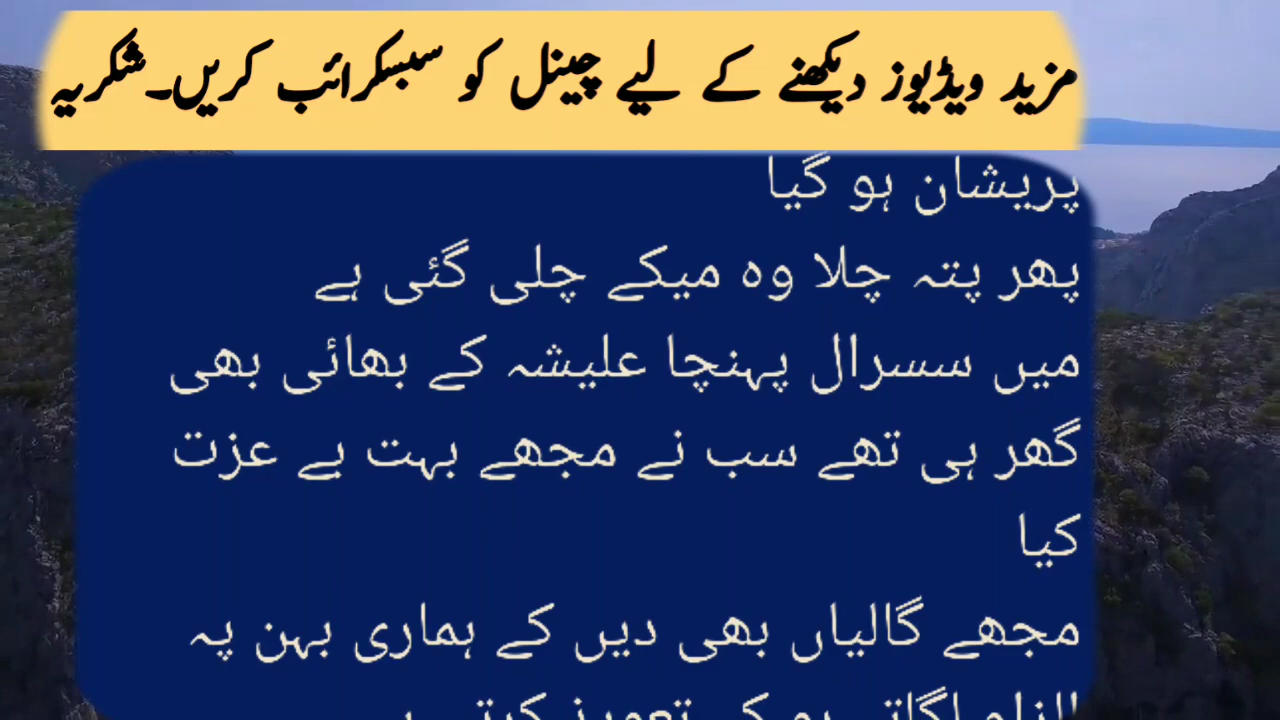 مزید ویڈیوز دیکھنے کے لیے چینل کو سبسکرائب کریں۔شکریہ
پریشان ہو گیا
پھر پتہ چلا وہ میکے چلی گئی ہے
میں سسرال پہنچا علیشہ کے بھائی بھی
گھر ہی تھے سب نے مجھے بہت بے عزت
کیا
مجھے گالیاں بھی دیں کے ہماری بہن پہ